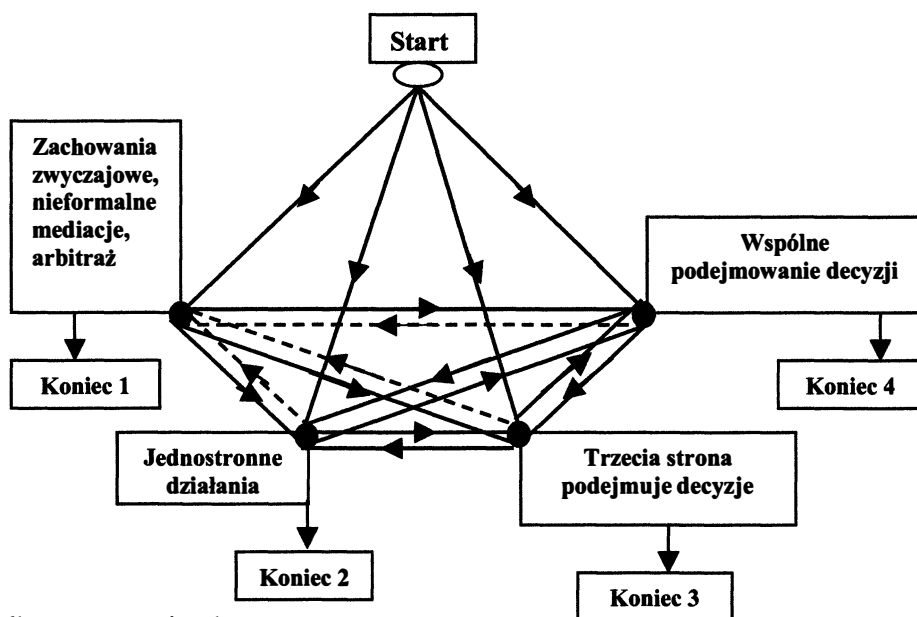 Start
Zachowania
zwyczajowe,
nieformalne
mediacje,
arbitraż
Wspólne
podejmowanie decyzji
Koniec 1
Koniec 4
Jednostronne
działania
Trzecia strona
podejmuje decyzje
Koniec 2
Koniec 3